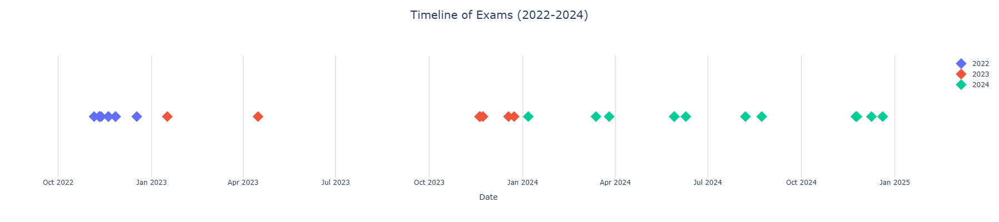 Timeline of Exams (2022-2024)
2022
2023
2024
Oct 2022
Jan 2023
Apr 2023
Jul 2023
Oct 2023
Jan 2024
Apr 2024
Jul 2024
Oct 2024
Jan 2025
Date